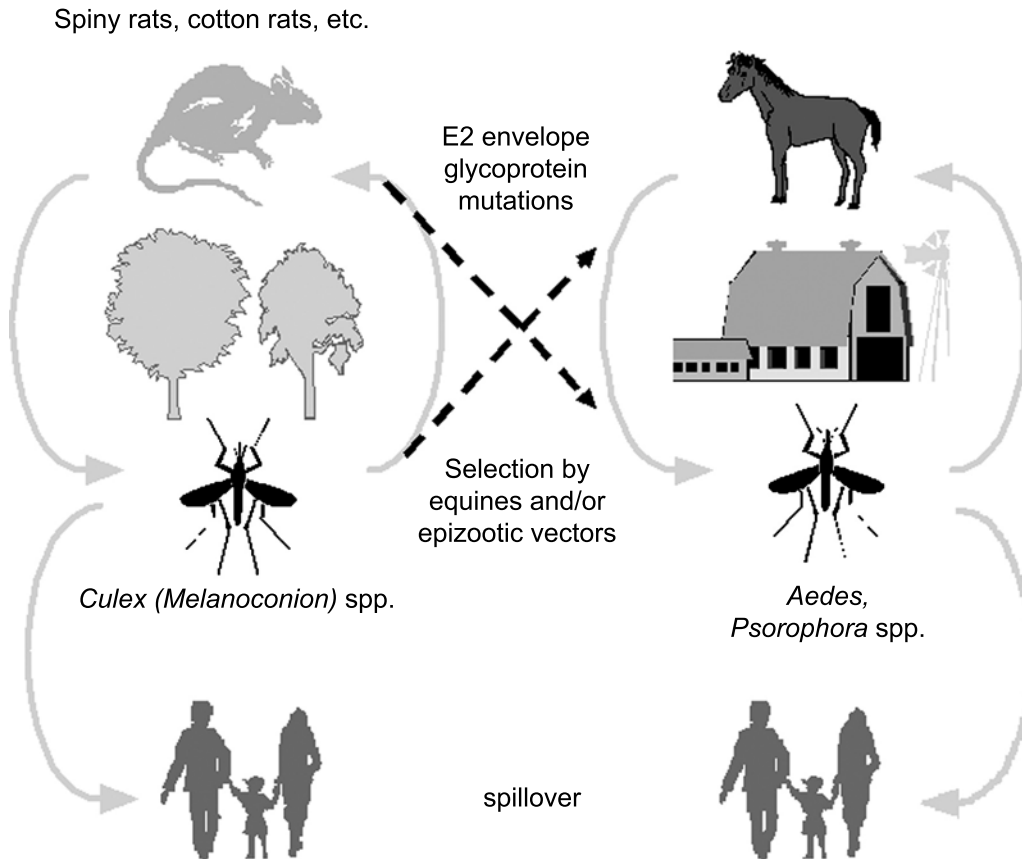 Spiny rats, cotton rats, etc.
E2 envelope
glycoprotein
mutations
Selection by
equines and/or
epizootic vectors
Culex (Melanoconion) spp.
Aedes,
Psorophora spp.
spillover